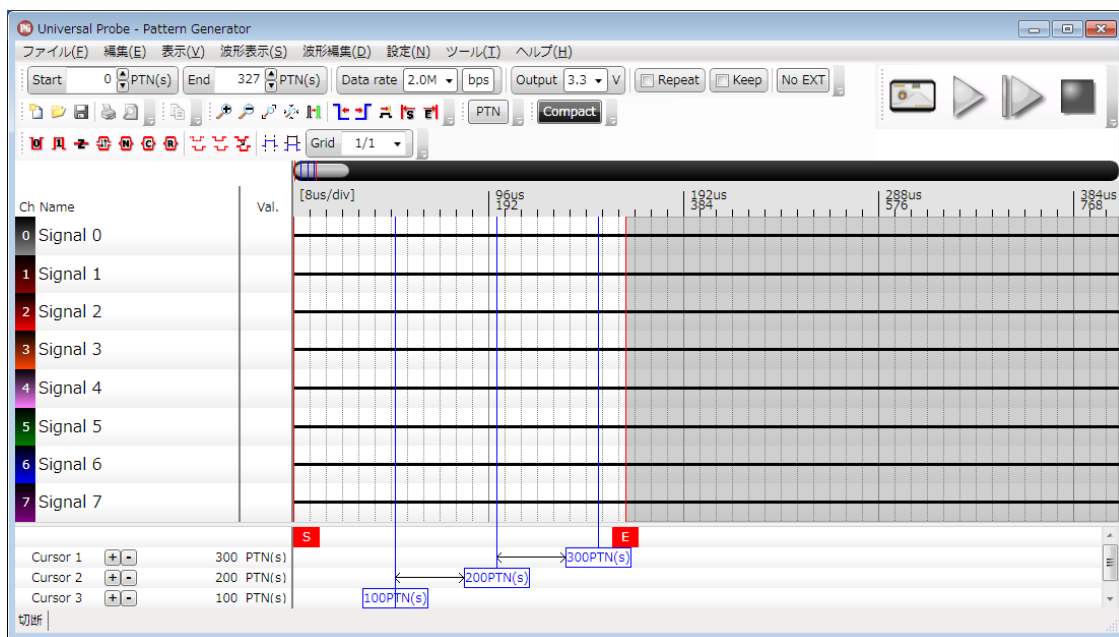 Universal Probe - Pattern Generator
ファイル(F) 編集(E) 表示(V) 波形表示(S) 波形編集(D) 設定(N) ツール(T) ヘルプ(H)
Start 0 PTN(s) End 327 PTN(s) Data rate 2.0M bps Output 3.3 V Repeat Keep No EXT
PTN Compact
Grid 1/1
[8us/div] 96us 192us 288us 384us
Ch Name Val. 192 384 576 768
0 Signal 0
1 Signal 1
2 Signal 2
3 Signal 3
4 Signal 4
5 Signal 5
6 Signal 6
7 Signal 7
S E
Cursor 1 + - 300 PTN(s) 300PTN(s)
Cursor 2 + - 200 PTN(s) 200PTN(s)
Cursor 3 + - 100 PTN(s) 100PTN(s)
切断